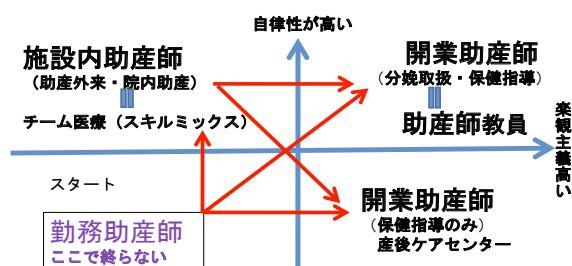 自律性が高い
施設内助産師
（助産外来・院内助産）
チーム医療（スキルミックス）
開業助産師
（分娩取扱・保健指導）
助産師教員
楽観主義高い
スタート
勤務助産師
ここで終らない
開業助産師
（保健指導のみ）
産後ケアセンター